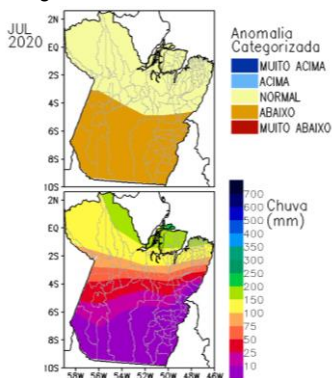 JUL
2020
2N
EQ
2S
4S
6S
8S
10S
Anomalia
Categorizada
MUITO ACIMA
ACIMA
NORMAL
ABAIXO
MUITO ABAIXO
2N
EQ
2S
4S
6S
8S
10S
58W 56W 54W 52W 50W 48W 46W
Chuva
(mm)
700
600
500
400
350
300
250
200
150
100
75
50
25
10